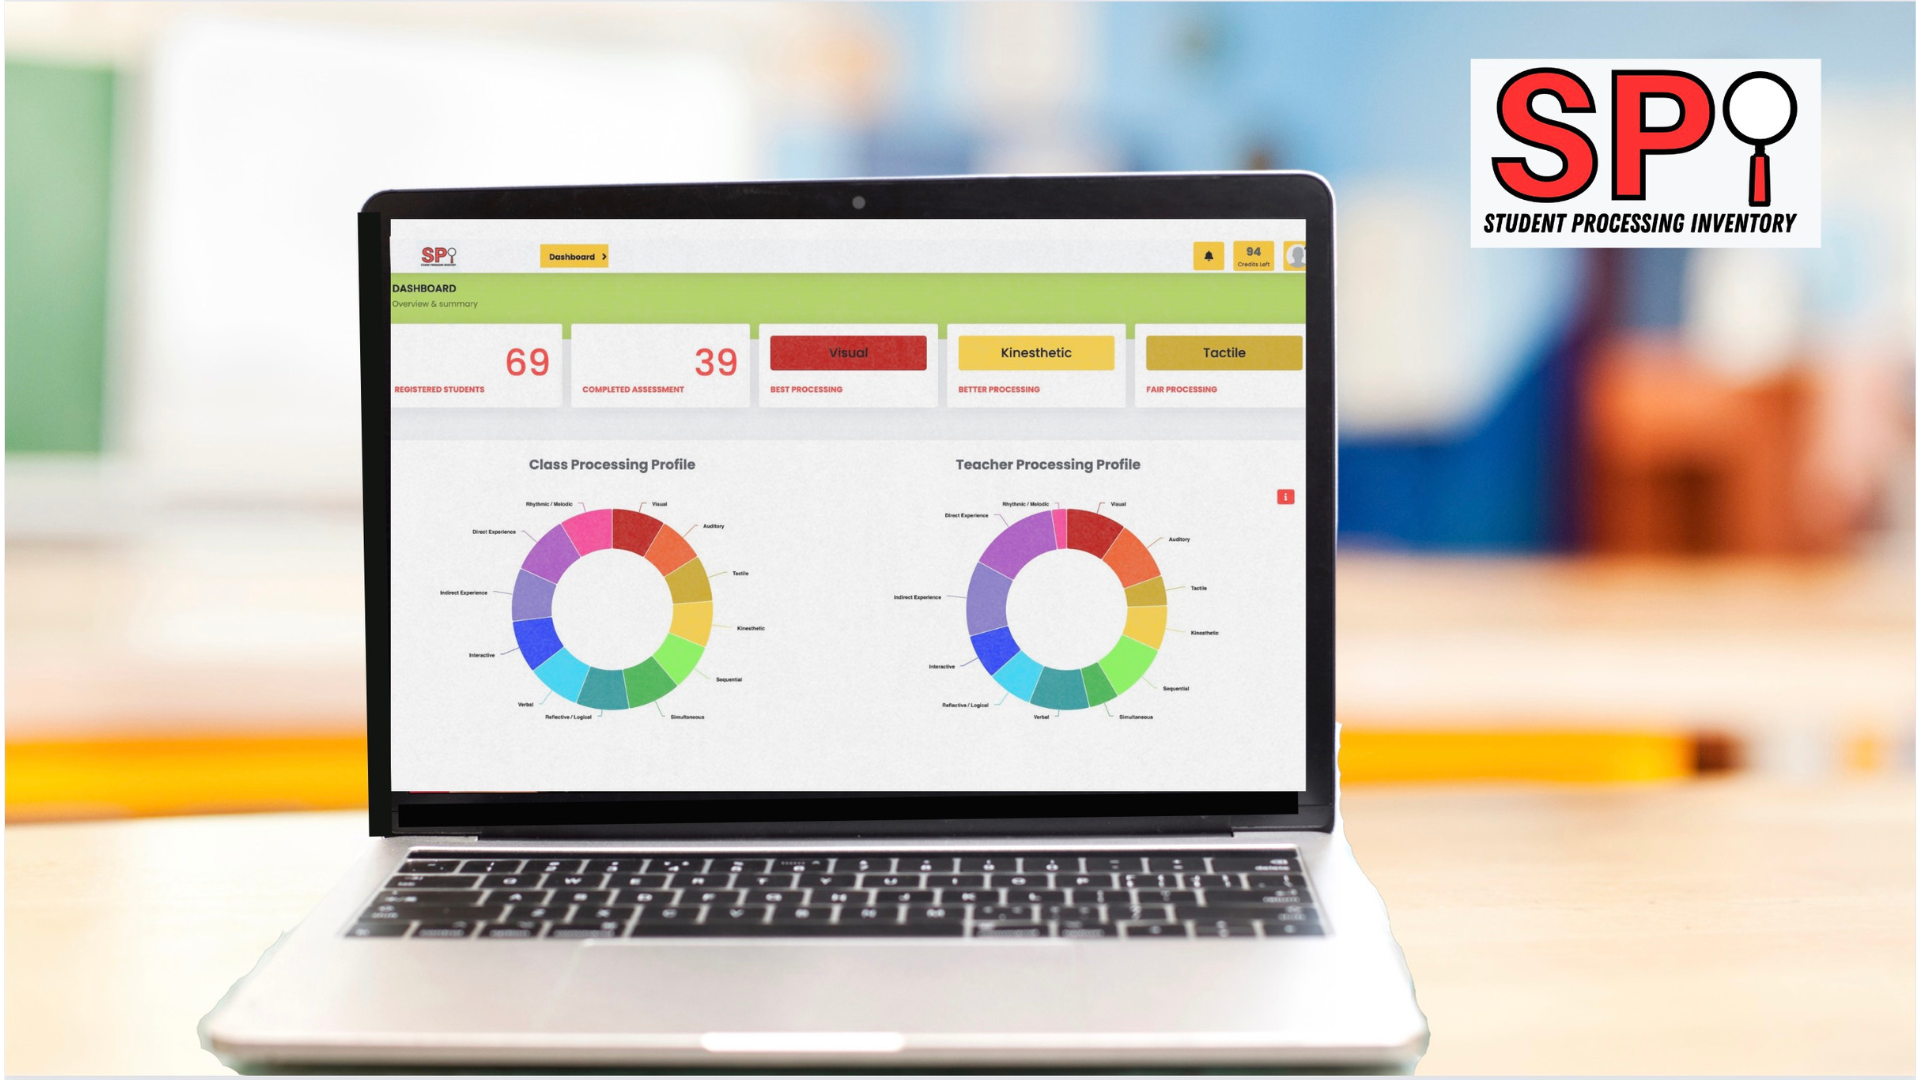 SPI
STUDENT PROCESSING INVENTORY
SPI
Dashboard >
94
Credits Left
DASHBOARD
Overview & summary
69
REGISTERED STUDENTS
39
COMPLETED ASSESSMENT
Visual
BEST PROCESSING
Kinesthetic
BETTER PROCESSING
Tactile
FAIR PROCESSING
Class Processing Profile
Rhythmic / Melodic
Visual
Direct Experience
Auditory
Tactile
Indirect Experience
Kinesthetic
Interactive
Sequential
Verbal
Reflective / Logical
Simultaneous
Teacher Processing Profile
i
Rhythmic / Melodic
Visual
Direct Experience
Auditory
Tactile
Indirect Experience
Kinesthetic
Interactive
Sequential
Reflective / Logical
Verbal
Simultaneous